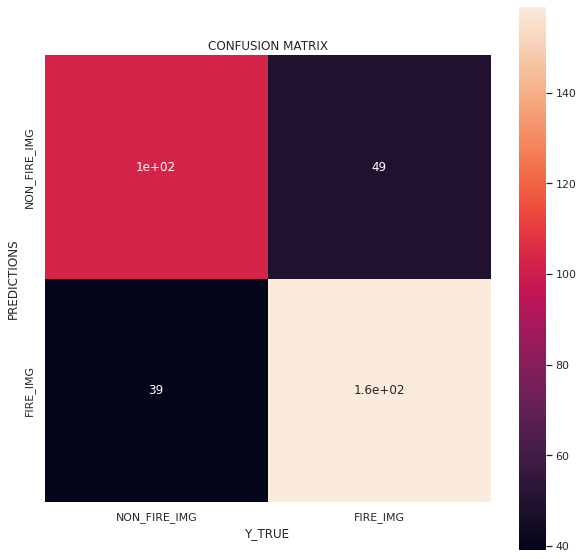 CONFUSION MATRIX
NON_FIRE_IMG
FIRE_IMG
PREDICTIONS
1e+02
49
39
1.6e+02
NON_FIRE_IMG
FIRE_IMG
Y_TRUE
140
120
100
80
60
40